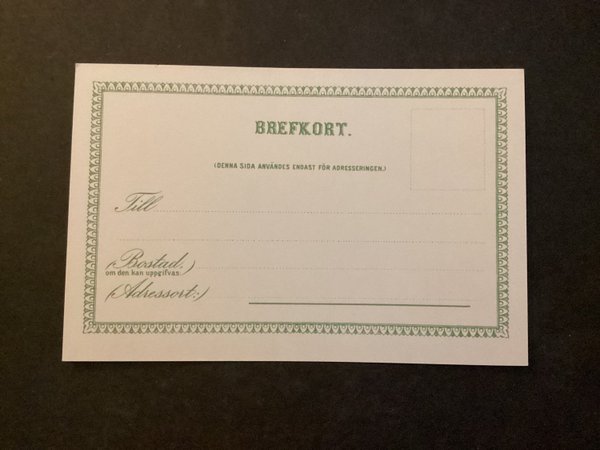 BREFKORT.
(DENNA SIDA ANVÄNDES ENDAST FÖR ADRESSERINGEN.)
Till
(Bostad:)
om den kan uppgifvas:
(Adressort:)